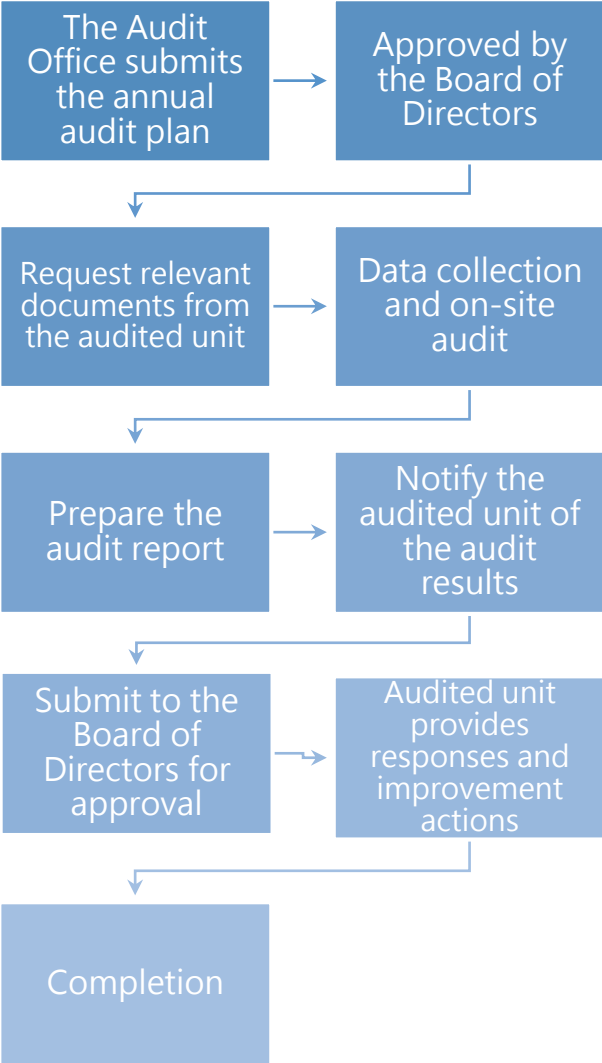 The Audit
Office submits
the annual
audit plan
Approved by
the Board of
Directors
Request relevant
documents from
the audited unit
Data collection
and on-site
audit
Prepare the
audit report
Notify the
audited unit of
the audit
results
Submit to the
Board of
Directors for
approval
Audited unit
provides
responses and
improvement
actions
Completion